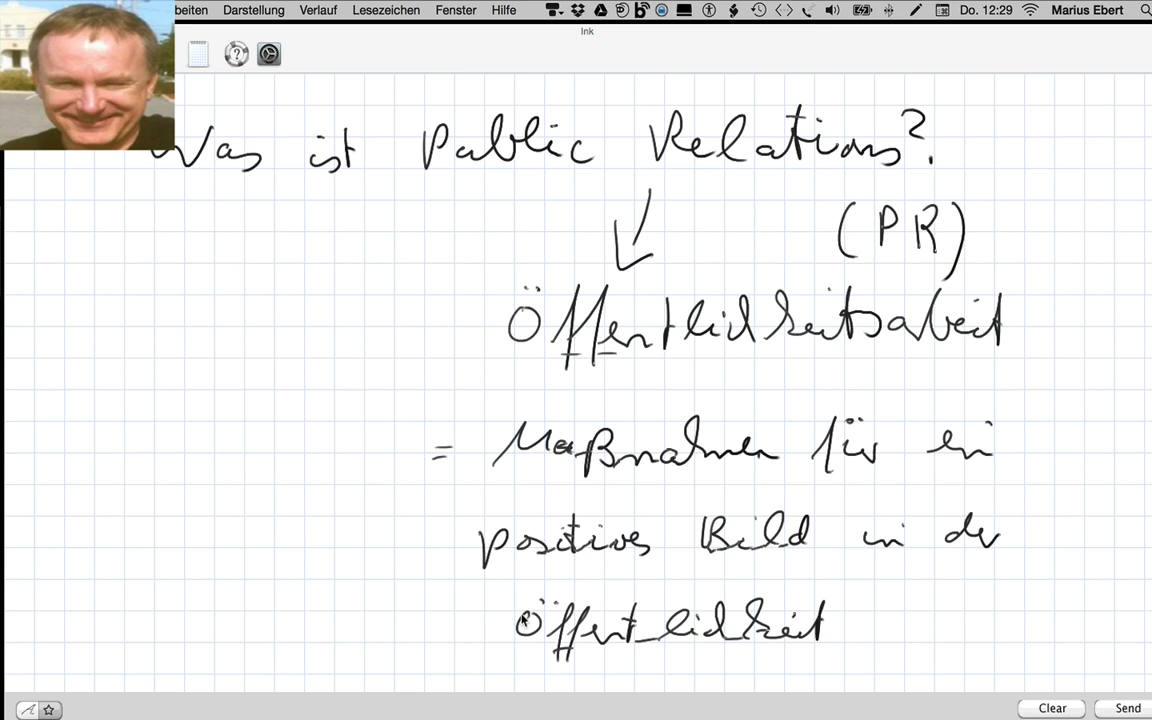 beiten Darstellung Verlauf Lesezeichen Fenster Hilfe Do. 12:29 Marius Ebert
Ink
Was ist Public Relations?
(PR)
Öffentlichkeitsarbeit
= Maßnahmen für ein
positives Bild in der
Öffentlichkeit
Clear Send